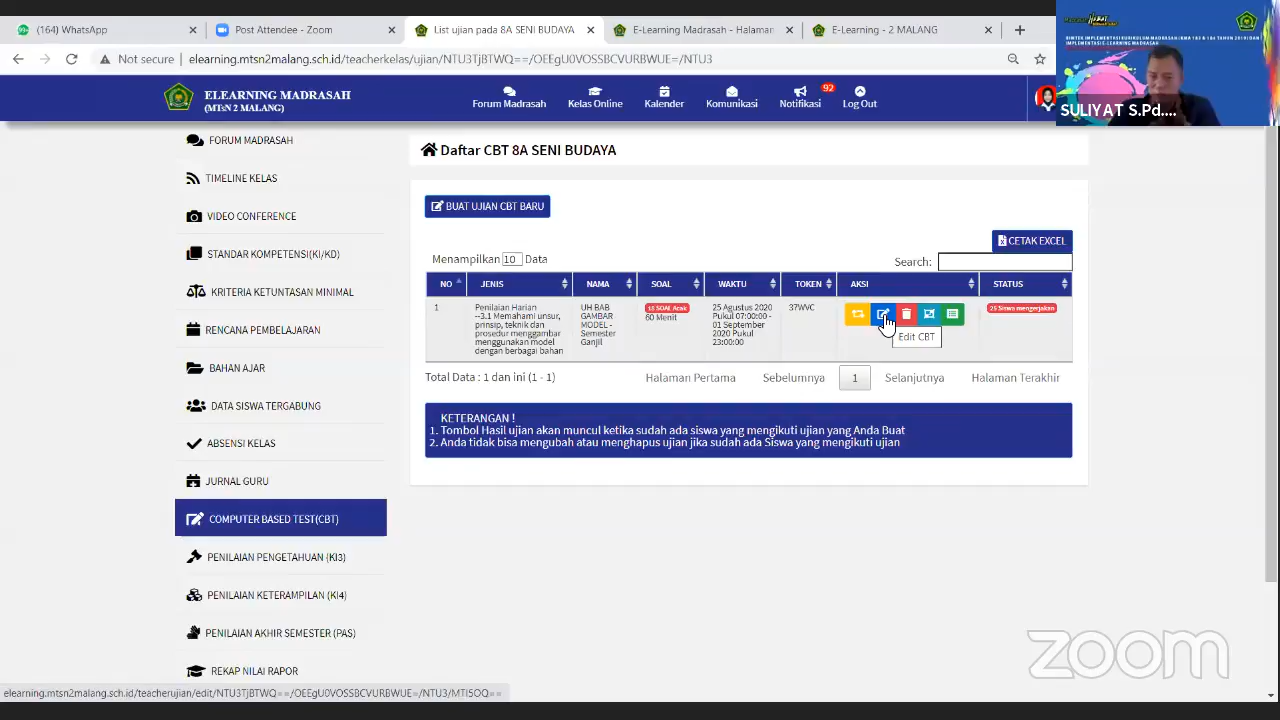 (164) WhatsApp
Post Attendee - Zoom
List ujian pada 8A SENI BUDAYA
E-Learning Madrasah - Halaman
E-Learning - 2 MALANG
Not secure | elearning.mtsn2malang.sch.id/teacherujian/
SULIYAT S.Pd....
ELEARNING MADRASAH
(MTsN 2 MALANG)
Forum Madrasah
Kelas Online
Kalender
Komunikasi
Notifikasi
92
Log Out
FORUM MADRASAH
TIMELINE KELAS
VIDEO CONFERENCE
STANDAR KOMPETENSI(KI/KD)
KRITERIA KETUNTASAN MINIMAL
RENCANA PEMBELAJARAN
BAHAN AJAR
DATA SISWA TERGABUNG
ABSENSI KELAS
JURNAL GURU
COMPUTER BASED TEST(CBT)
PENILAIAN PENGETAHUAN (KI3)
PENILAIAN KETERAMPILAN (KI4)
PENILAIAN AKHIR SEMESTER (PAS)
REKAP NILAI RAPOR
Daftar CBT 8A SENI BUDAYA
BUAT UJIAN CBT BARU
CETAK EXCEL
Menampilkan 10 Data
Search:
NO JENIS NAMA SOAL WAKTU TOKEN AKSI STATUS
1
Penilaian Harian
--3.1 Memahami unsur,
prinsip, teknik dan
prosedur menggambar
menggunakan model
dengan berbagai bahan
UH BAB
GAMBAR
MODEL -
Semester
Ganjil
SOAL Acak
60 Menit
25 Agustus 2020
Pukul 07:00:00 -
01 September
2020 Pukul
23:00:00
37WVC
Edit CBT
25 Siswa mengerjakan
Total Data : 1 dan ini (1 - 1)
Halaman Pertama
Sebelumnya
1
Selanjutnya
Halaman Terakhir
KETERANGAN !
1. Tombol Hasil ujian akan muncul ketika sudah ada siswa yang mengikuti ujian yang Anda Buat
2. Anda tidak bisa mengubah atau menghapus ujian jika sudah ada Siswa yang mengikuti ujian
zoom